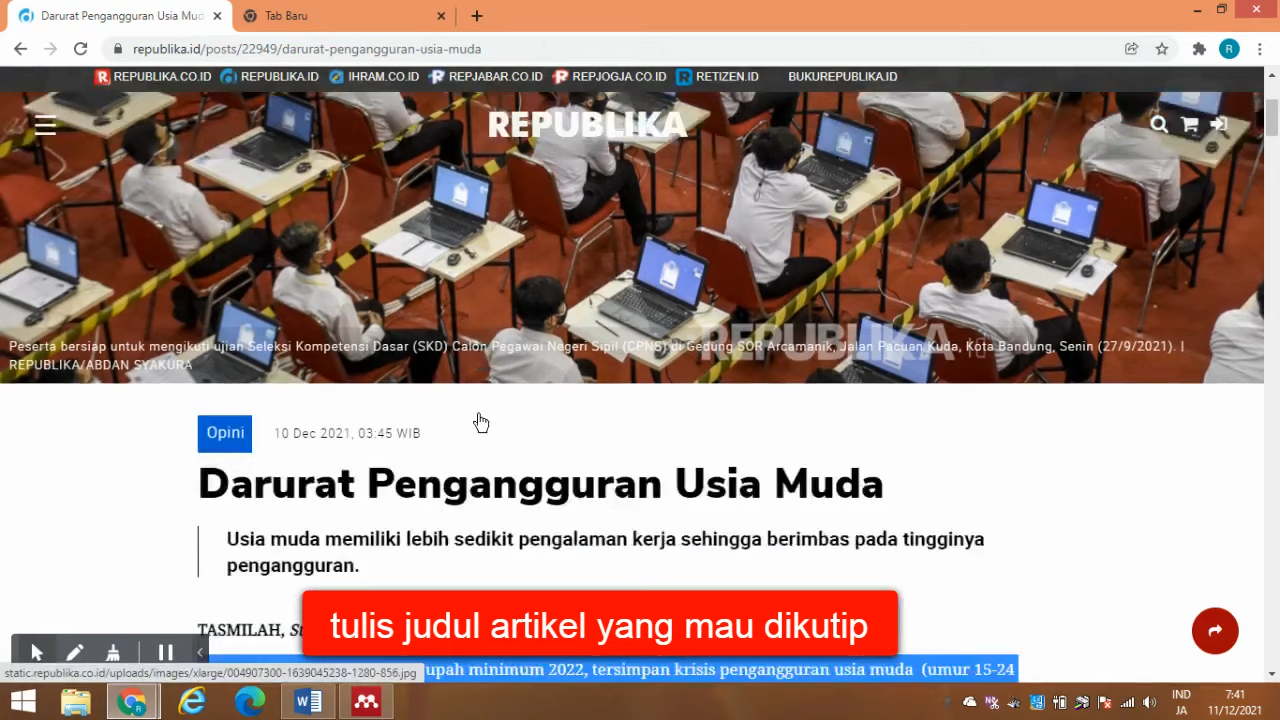 Darurat Pengangguran Usia Mud
Tab Baru
republika.id/posts/22949/darurat-pengangguran-usia-muda
R
REPUBLIKA.CO.ID REPUBLIKA.ID IHRAM.CO.ID REPJABAR.CO.ID REPJOGJA.CO.ID RETIZEN.ID BUKUREPUBLIKA.ID
REPUBLIKA
REPUBLIKA
Peserta bersiap untuk mengikuti ujian Seleksi Kompetensi Dasar (SKD) Calon Pegawai Negeri Sipil (CPNS) di Gedung SOR Arcamanik, Jalan Pacuan Kuda, Kota Bandung, Senin (27/9/2021). |
REPUBLIKA/ABDAN SYAKURA
Opini
10 Dec 2021, 03:45 WIB
Darurat Pengangguran Usia Muda
Usia muda memiliki lebih sedikit pengalaman kerja sehingga berimbas pada tingginya
pengangguran.
TASMILAH,
tulis judul artikel yang mau dikutip
upah minimum 2022, tersimpan krisis pengangguran usia muda (umur 15-24
static.republika.co.id/uploads/images/xlarge/004907300-1639045238-1280-856.jpg
IND
JA
7:41
11/12/2021